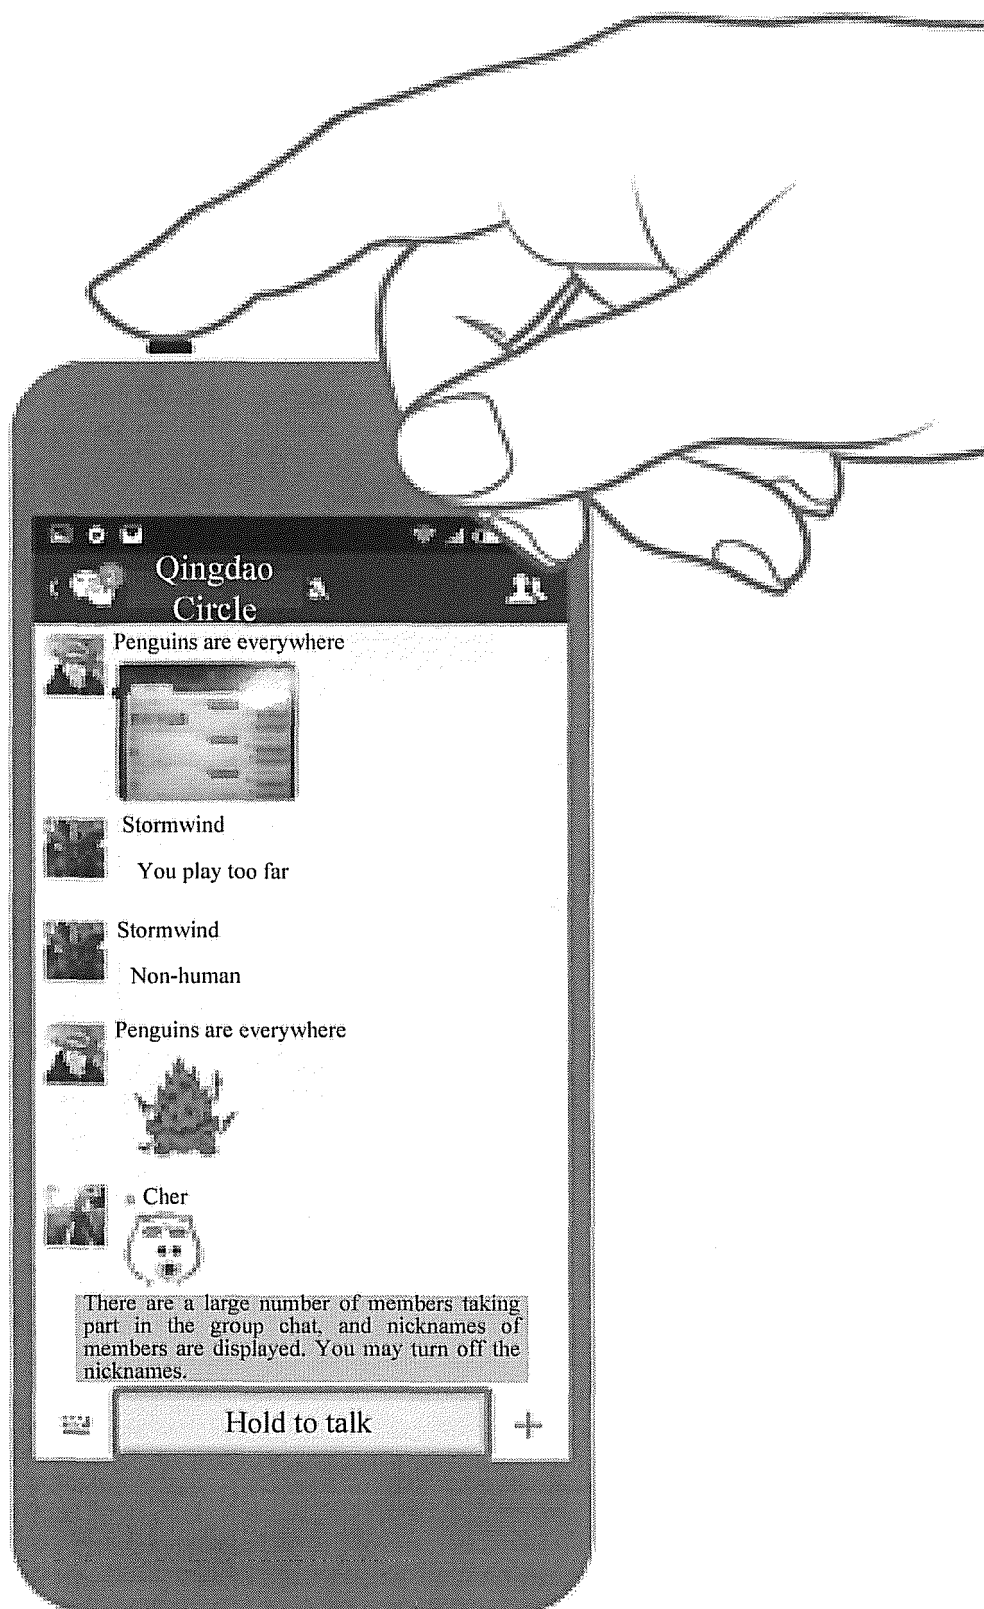 Qingdao
Circle
Penguins are everywhere
Stormwind
You play too far
Stormwind
Non-human
Penguins are everywhere
Cher
There are a large number of members taking
part in the group chat, and nicknames of
members are displayed. You may turn off the
nicknames.
Hold to talk